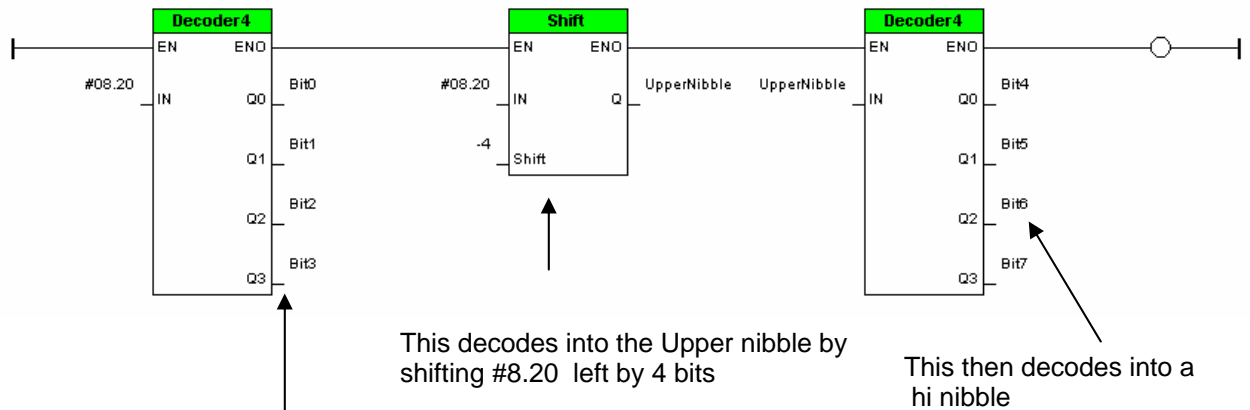 Decoder4 Shift Decoder4
EN ENO EN ENO EN ENO
#08.20 IN Q0 Bit0 #08.20 IN Q UpperNibble UpperNibble IN Q0 Bit4
Q1 Bit1 -4 Shift Q1 Bit5
Q2 Bit2 Q2 Bit6
Q3 Bit3 Q3 Bit7
This decodes into the Upper nibble by
shifting #8.20 left by 4 bits
This then decodes into a
hi nibble